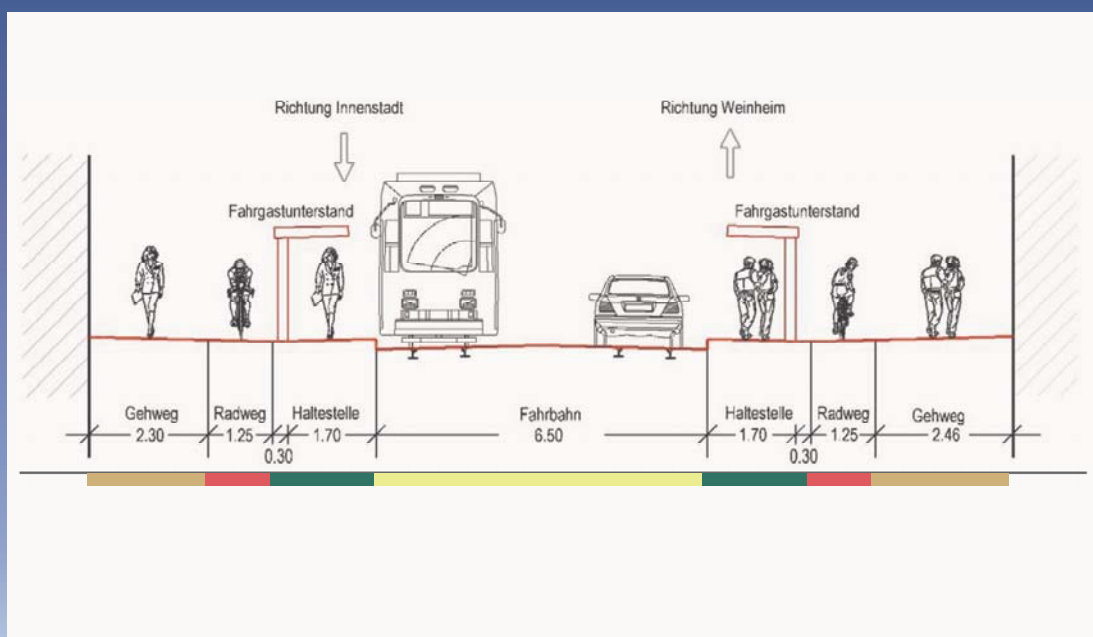 Richtung Innenstadt Richtung Weinheim
Fahrgastunterstand Fahrgastunterstand
Gehweg Radweg Haltestelle Fahrbahn Haltestelle Radweg Gehweg
2.30 1.25 1.70 6.50 1.70 1.25 2.46
0.30 0.30